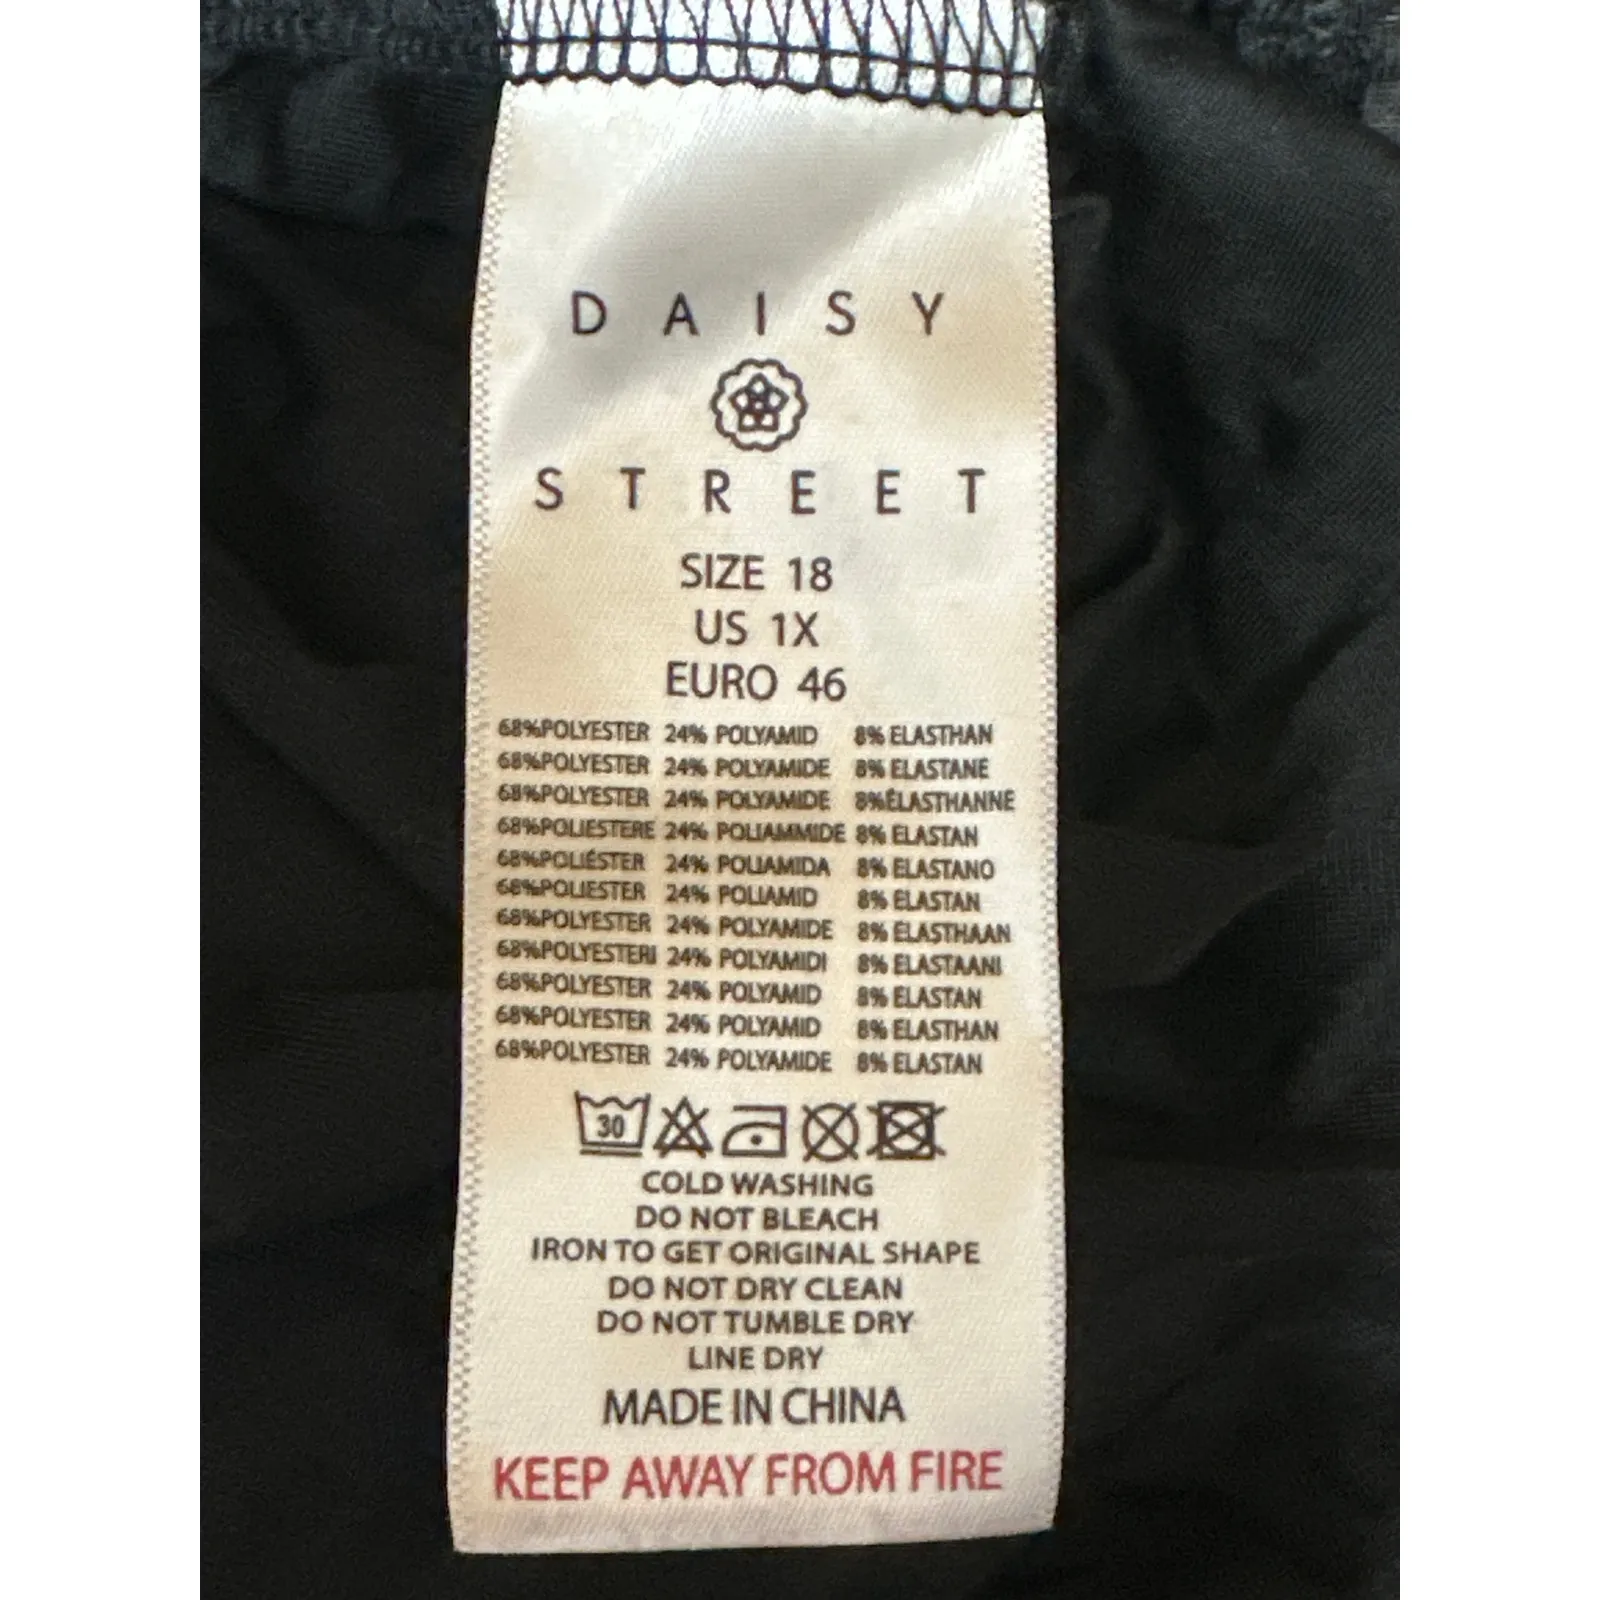 DAISY
STREET
SIZE 18
US 1X
EURO 46
68%POLYESTER 24% POLYAMID 8% ELASTHAN
68%POLYESTER 24% POLYAMIDE 8% ELASTANE
68%POLYESTER 24% POLYAMIDE 8%ÉLASTHANNE
68%POLIESTERE 24% POLIAMMIDE 8% ELASTAN
68%POLIÉSTER 24% POLIAMIDA 8% ELASTANO
68%POLIESTER 24% POLIAMID 8% ELASTAN
68%POLYESTER 24% POLYAMIDE 8% ELASTHAAN
68%POLYESTERI 24% POLYAMIDI 8% ELASTAANI
68%POLYESTER 24% POLYAMID 8% ELASTAN
68%POLYESTER 24% POLYAMID 8% ELASTHAN
68%POLYESTER 24% POLYAMIDE 8% ELASTAN
30
COLD WASHING
DO NOT BLEACH
IRON TO GET ORIGINAL SHAPE
DO NOT DRY CLEAN
DO NOT TUMBLE DRY
LINE DRY
MADE IN CHINA
KEEP AWAY FROM FIRE